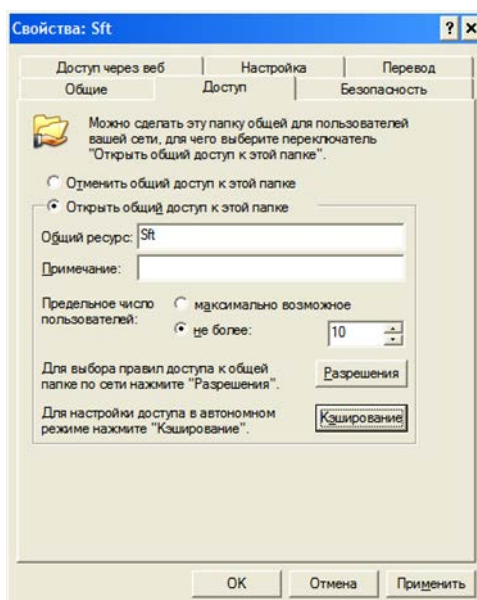 Свойства: Sft
Доступ через веб
Настройка
Перевод
Общие
Доступ
Безопасность
Можно сделать эту папку общей для пользователей
вашей сети, для чего выберите переключатель
"Открыть общий доступ к этой папке".
Отменить общий доступ к этой папке
Открыть общий доступ к этой папке
Общий ресурс: Sft
Примечание:
Предельное число
пользователей:
максимально возможное
не более: 10
Для выбора правил доступа к общей
папке по сети нажмите "Разрешения".
Разрешения
Для настройки доступа в автономном
режиме нажмите "Кэширование".
Кэширование
OK
Отмена
Применить